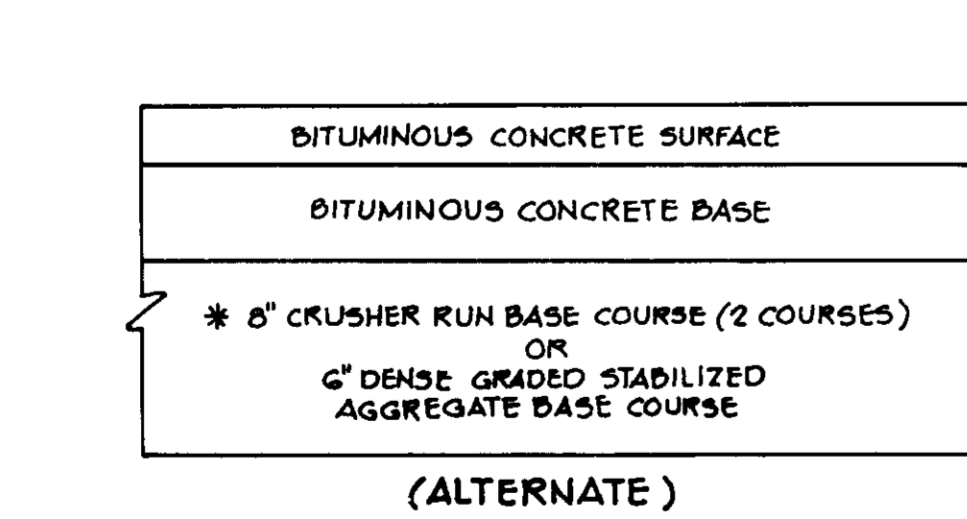 BITUMINOUS CONCRETE SURFACE
BITUMINOUS CONCRETE BASE
* 8" CRUSHER RUN BASE COURSE (2 COURSES)
OR
6" DENSE GRADED STABILIZED
AGGREGATE BASE COURSE
(ALTERNATE)